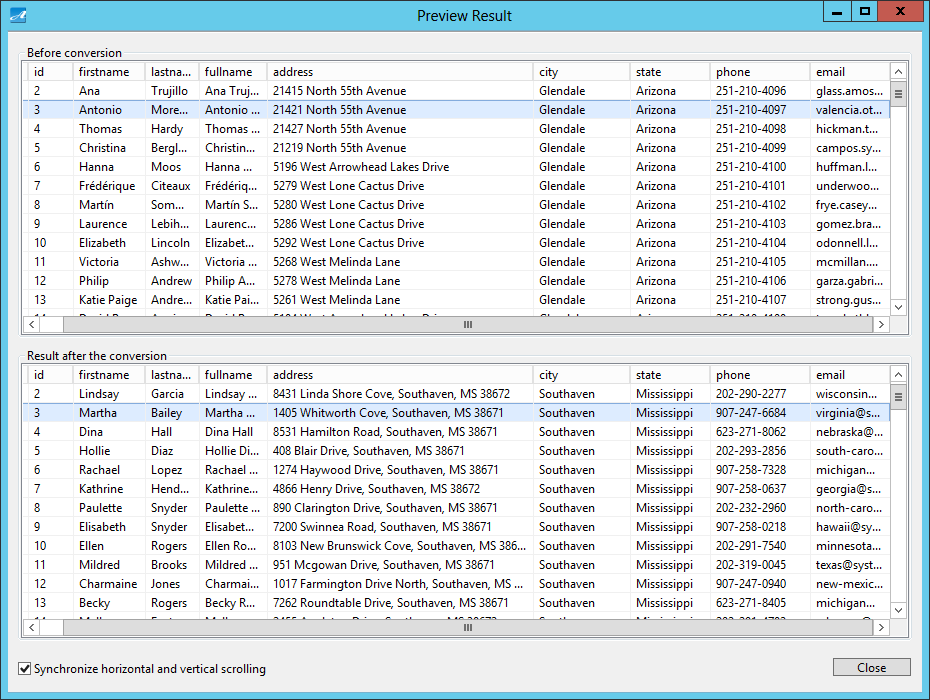 Preview Result
Before conversion
id firstname lastna... fullname address city state phone email
2 Ana Trujillo Ana Truj... 21415 North 55th Avenue Glendale Arizona 251-210-4096 glass.amos...
3 Antonio More... Antonio ... 21421 North 55th Avenue Glendale Arizona 251-210-4097 valencia.ot...
4 Thomas Hardy Thomas ... 21427 North 55th Avenue Glendale Arizona 251-210-4098 hickman.t...
5 Christina Bergl... Christin... 21219 North 55th Avenue Glendale Arizona 251-210-4099 campos.sy...
6 Hanna Moos Hanna ... 5196 West Arrowhead Lakes Drive Glendale Arizona 251-210-4100 huffman.l...
7 Frédérique Citeaux Frédériq... 5279 West Lone Cactus Drive Glendale Arizona 251-210-4101 underwoo...
8 Martín Som... Martín S... 5280 West Lone Cactus Drive Glendale Arizona 251-210-4102 frye.casey...
9 Laurence Lebih... Laurenc... 5286 West Lone Cactus Drive Glendale Arizona 251-210-4103 gomez.bra...
10 Elizabeth Lincoln Elizabet... 5292 West Lone Cactus Drive Glendale Arizona 251-210-4104 odonnell.l...
11 Victoria Ashw... Victoria ... 5268 West Melinda Lane Glendale Arizona 251-210-4105 mcmillan....
12 Philip Andrew Philip A... 5278 West Melinda Lane Glendale Arizona 251-210-4106 garza.gabri...
13 Katie Paige Andre... Katie Pai... 5261 West Melinda Lane Glendale Arizona 251-210-4107 strong.gus...
Result after the conversion
id firstname lastna... fullname address city state phone email
2 Lindsay Garcia Lindsay ... 8431 Linda Shore Cove, Southaven, MS 38672 Southaven Mississippi 202-290-2277 wisconsin...
3 Martha Bailey Martha ... 1405 Whitworth Cove, Southaven, MS 38671 Southaven Mississippi 907-247-6684 virginia@s...
4 Dina Hall Dina Hall 8531 Hamilton Road, Southaven, MS 38671 Southaven Mississippi 623-271-8062 nebraska@...
5 Hollie Diaz Hollie Di... 408 Blair Drive, Southaven, MS 38671 Southaven Mississippi 202-293-2856 south-caro...
6 Rachael Lopez Rachael ... 1274 Haywood Drive, Southaven, MS 38671 Southaven Mississippi 907-258-7328 michigan...
7 Kathrine Hend... Kathrine... 4866 Henry Drive, Southaven, MS 38672 Southaven Mississippi 907-258-0637 georgia@s...
8 Paulette Snyder Paulette ... 890 Clarington Drive, Southaven, MS 38671 Southaven Mississippi 202-232-2960 north-caro...
9 Elisabeth Snyder Elisabet... 7200 Swinnea Road, Southaven, MS 38671 Southaven Mississippi 907-258-0218 hawaii@sy...
10 Ellen Rogers Ellen Ro... 8103 New Brunswick Cove, Southaven, MS 386... Southaven Mississippi 202-291-7540 minnesota...
11 Mildred Brooks Mildred ... 951 Mcgowan Drive, Southaven, MS 38671 Southaven Mississippi 202-319-0045 texas@syst...
12 Charmaine Jones Charmai... 1017 Farmington Drive North, Southaven, MS ... Southaven Mississippi 907-247-0940 new-mexic...
13 Becky Rogers Becky R... 7262 Roundtable Drive, Southaven, MS 38671 Southaven Mississippi 623-271-8405 michigan...
Synchronize horizontal and vertical scrolling
Close